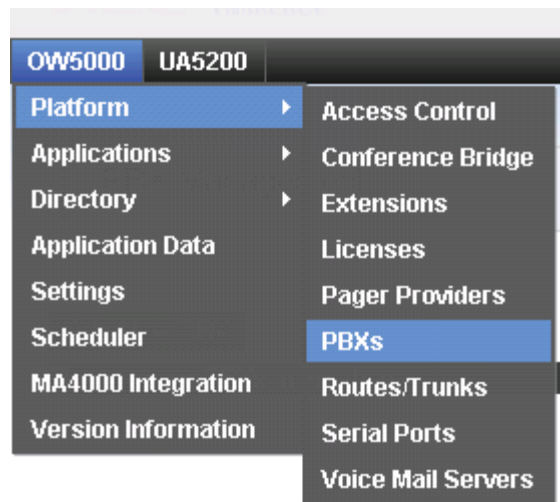 OW5000 UA5200
Platform
Applications
Directory
Application Data
Settings
Scheduler
MA4000 Integration
Version Information
Access Control
Conference Bridge
Extensions
Licenses
Pager Providers
PBXs
Routes/Trunks
Serial Ports
Voice Mail Servers